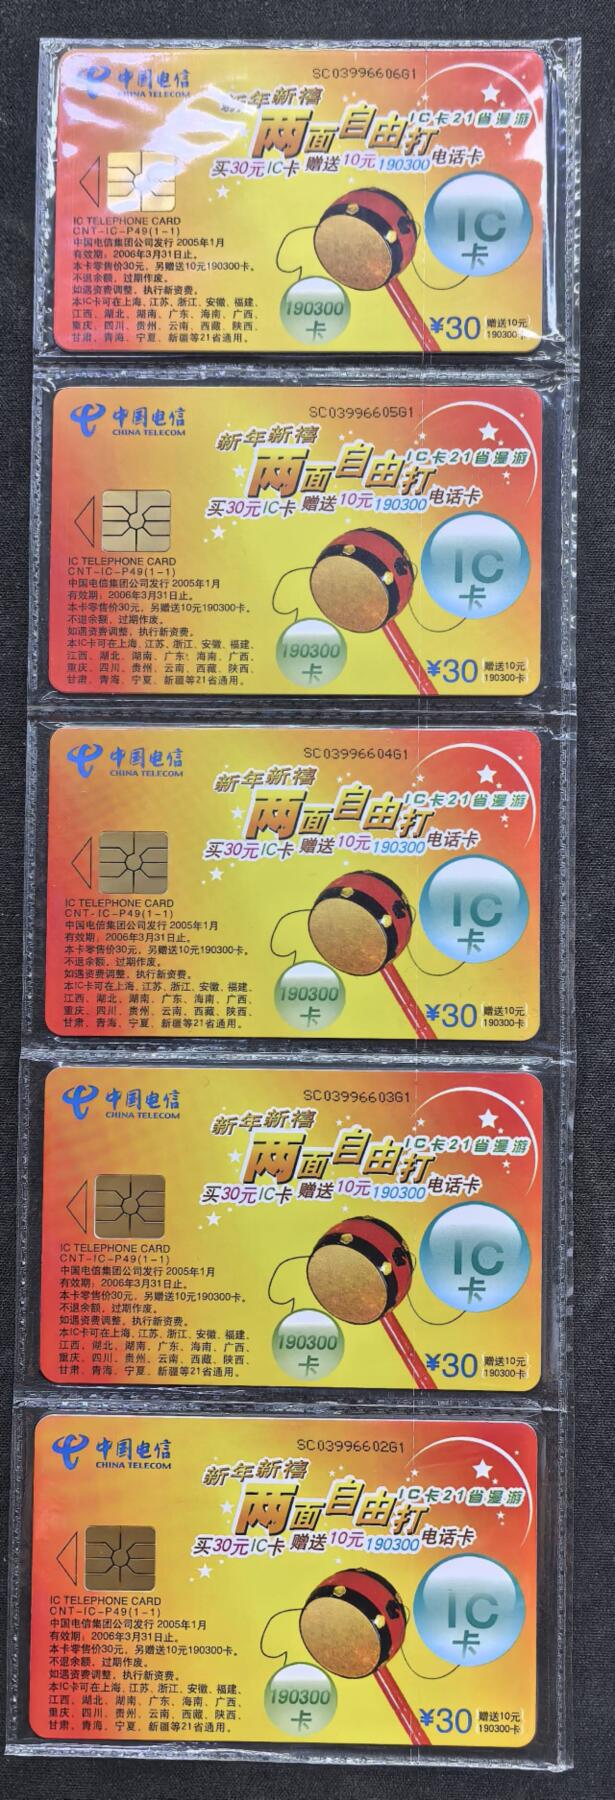 中国电信
CHINA TELECOM
SC03996606G1
新年新禧
两面自由打
IC卡21省漫游
买30元IC卡 赠送10元190300电话卡
IC TELEPHONE CARD
CNT-IC-P49(1-1)
中国电信集团公司发行 2005年1月
有效期：2006年3月31日止。
本卡零售价30元，另赠送10元190300卡。
不退余额，过期作废。
如遇资费调整，执行新资费。
本IC卡可在上海、江苏、浙江、安徽、福建、
江西、湖北、湖南、广东、海南、广西、
重庆、四川、贵州、云南、西藏、陕西、
甘肃、青海、宁夏、新疆等21省通用。
IC
卡
190300
卡
¥30
赠送10元
190300卡
中国电信
CHINA TELECOM
SC03996605G1
新年新禧
两面自由打
IC卡21省漫游
买30元IC卡 赠送10元190300电话卡
IC TELEPHONE CARD
CNT-IC-P49(1-1)
中国电信集团公司发行 2005年1月
有效期：2006年3月31日止。
本卡零售价30元，另赠送10元190300卡。
不退余额，过期作废。
如遇资费调整，执行新资费。
本IC卡可在上海、江苏、浙江、安徽、福建、
江西、湖北、湖南、广东、海南、广西、
重庆、四川、贵州、云南、西藏、陕西、
甘肃、青海、宁夏、新疆等21省通用。
IC
卡
190300
卡
¥30
赠送10元
190300卡
中国电信
CHINA TELECOM
SC03996604G1
新年新禧
两面自由打
IC卡21省漫游
买30元IC卡 赠送10元190300电话卡
IC TELEPHONE CARD
CNT-IC-P49(1-1)
中国电信集团公司发行 2005年1月
有效期：2006年3月31日止。
本卡零售价30元，另赠送10元190300卡。
不退余额，过期作废。
如遇资费调整，执行新资费。
本IC卡可在上海、江苏、浙江、安徽、福建、
江西、湖北、湖南、广东、海南、广西、
重庆、四川、贵州、云南、西藏、陕西、
甘肃、青海、宁夏、新疆等21省通用。
IC
卡
190300
卡
¥30
赠送10元
190300卡
中国电信
CHINA TELECOM
SC03996603G1
新年新禧
两面自由打
IC卡21省漫游
买30元IC卡 赠送10元190300电话卡
IC TELEPHONE CARD
CNT-IC-P49(1-1)
中国电信集团公司发行 2005年1月
有效期：2006年3月31日止。
本卡零售价30元，另赠送10元190300卡。
不退余额，过期作废。
如遇资费调整，执行新资费。
本IC卡可在上海、江苏、浙江、安徽、福建、
江西、湖北、湖南、广东、海南、广西、
重庆、四川、贵州、云南、西藏、陕西、
甘肃、青海、宁夏、新疆等21省通用。
IC
卡
190300
卡
¥30
赠送10元
190300卡
中国电信
CHINA TELECOM
SC03996602G1
新年新禧
两面自由打
IC卡21省漫游
买30元IC卡 赠送10元190300电话卡
IC TELEPHONE CARD
CNT-IC-P49(1-1)
中国电信集团公司发行 2005年1月
有效期：2006年3月31日止。
本卡零售价30元，另赠送10元190300卡。
不退余额，过期作废。
如遇资费调整，执行新资费。
本IC卡可在上海、江苏、浙江、安徽、福建、
江西、湖北、湖南、广东、海南、广西、
重庆、四川、贵州、云南、西藏、陕西、
甘肃、青海、宁夏、新疆等21省通用。
IC
卡
190300
卡
¥30
赠送10元
190300卡